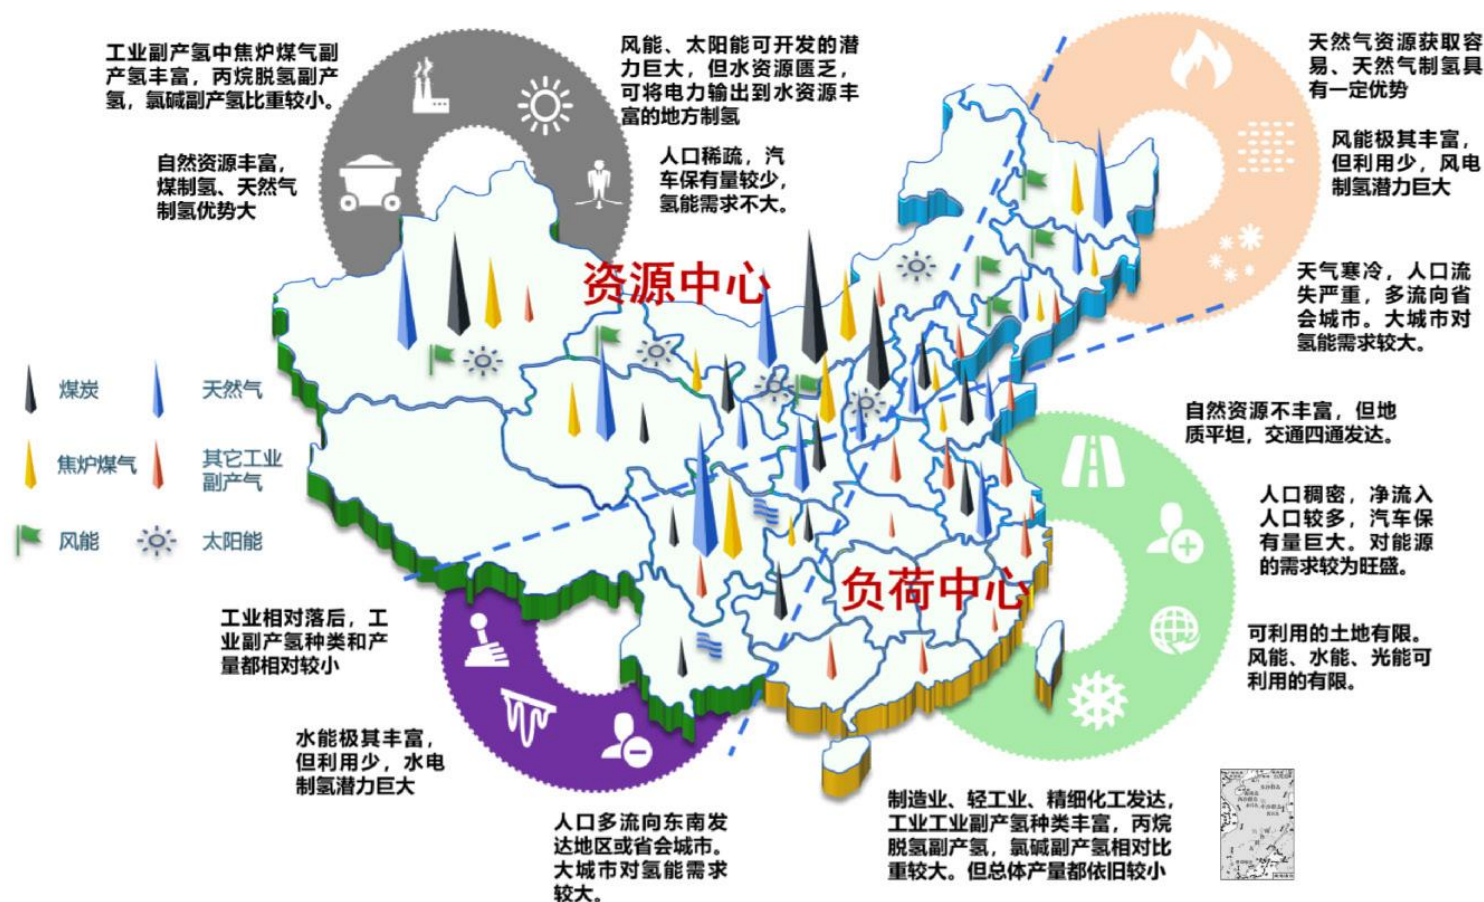 工业副产氢中焦炉煤气副
产氢丰富，丙烷脱氢副产
氢，氯碱副产氢比重较小。
自然资源丰富，
煤制氢、天然气
制氢优势大
风能、太阳能可开发的潜
力巨大，但水资源匮乏，
可将电力输出到水资源丰
富的地方制氢
人口稀疏，汽
车保有量较少，
氢能需求不大。
天然气资源获取容
易、天然气制氢具
有一定优势
风能极其丰富，
但利用少，风电
制氢潜力巨大
天气寒冷，人口流
失严重，多流向省
会城市。大城市对
氢能需求较大。
资源中心
负荷中心
煤炭
天然气
焦炉煤气
其它工业
副产气
风能
太阳能
自然资源不丰富，但地
质平坦，交通四通发达。
人口稠密，净流入
人口较多，汽车保
有量巨大。对能源
的需求较为旺盛。
可利用的土地有限。
风能、水能、光能可
利用的有限。
工业相对落后，工
业副产氢种类和产
量都相对较小
水能极其丰富，
但利用少，水电
制氢潜力巨大
人口多流向东南发
达地区或省会城市。
大城市对氢能需求
较大。
制造业、轻工业、精细化工发达，
工业工业副产氢种类丰富，丙烷
脱氢副产氢，氯碱副产氢相对比
重较大。但总体产量都依旧较小